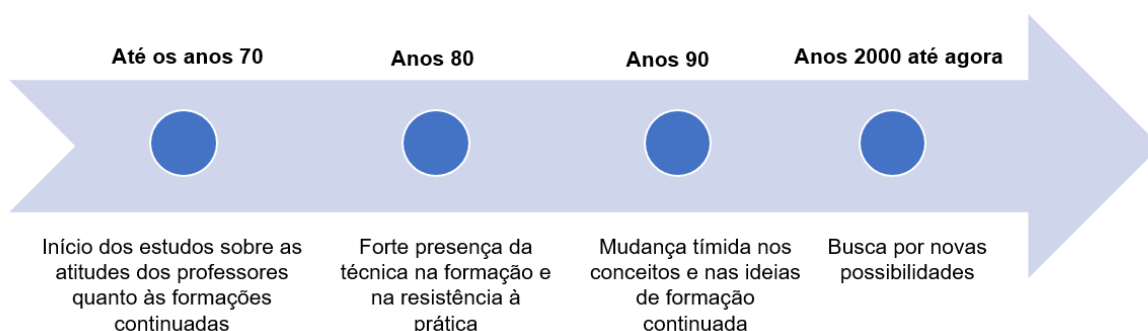 Até os anos 70
Início dos estudos sobre as
atitudes dos professores
quanto às formações
continuadas
Anos 80
Forte presença da
técnica na formação e
na resistência à
prática
Anos 90
Mudança tímida nos
conceitos e nas ideias
de formação
continuada
Anos 2000 até agora
Busca por novas
possibilidades